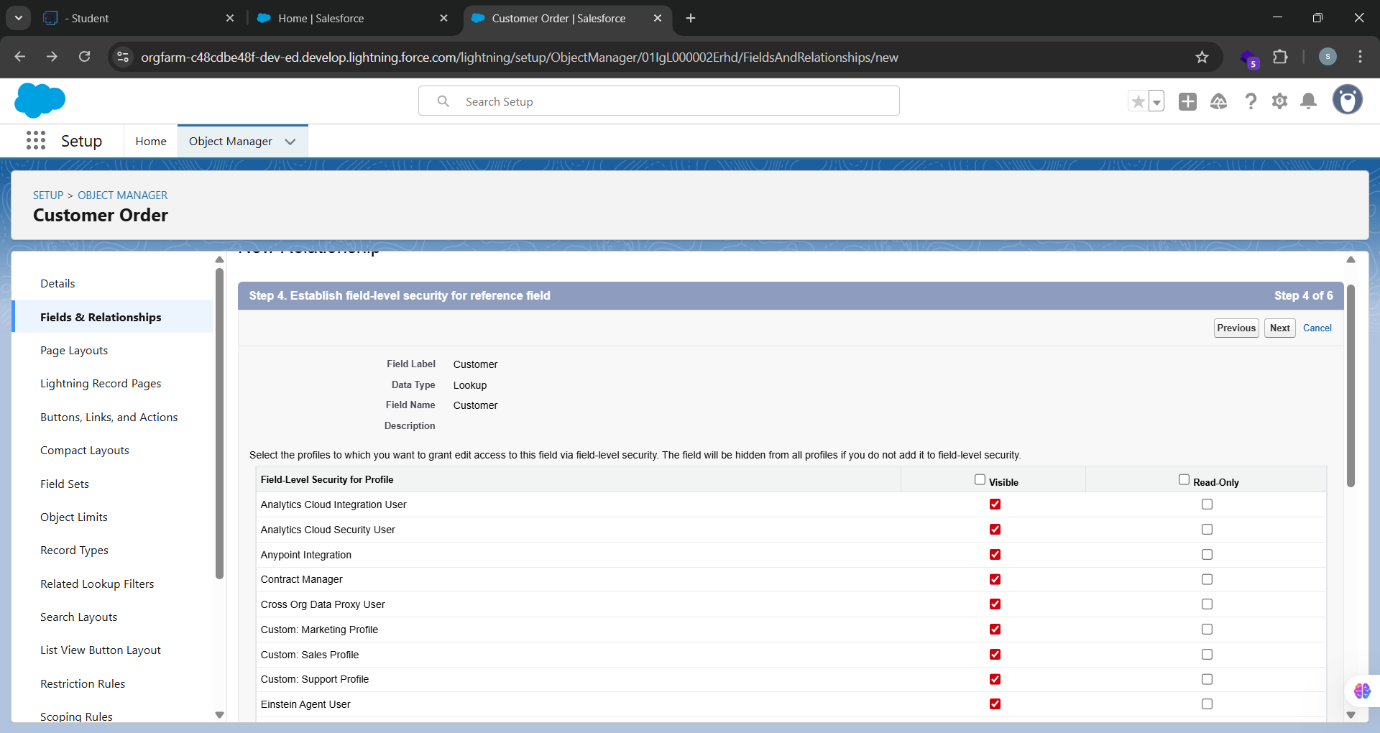 - Student
Home | Salesforce
Customer Order | Salesforce
orgfarm-c48cdbe48f-dev-ed.develop.lightning.force.com/lightning/setup/ObjectManager/01IgL000002Erhd/FieldsAndRelationships/new
5
S
Search Setup
Setup
Home
Object Manager
SETUP > OBJECT MANAGER
Customer Order
New Relationship
Details
Fields & Relationships
Page Layouts
Lightning Record Pages
Buttons, Links, and Actions
Compact Layouts
Field Sets
Object Limits
Record Types
Related Lookup Filters
Search Layouts
List View Button Layout
Restriction Rules
Scoping Rules
Step 4. Establish field-level security for reference field
Step 4 of 6
Previous
Next
Cancel
Field Label Customer
Data Type Lookup
Field Name Customer
Description
Select the profiles to which you want to grant edit access to this field via field-level security. The field will be hidden from all profiles if you do not add it to field-level security.
Field-Level Security for Profile Visible Read-Only
Analytics Cloud Integration User
Analytics Cloud Security User
Anypoint Integration
Contract Manager
Cross Org Data Proxy User
Custom: Marketing Profile
Custom: Sales Profile
Custom: Support Profile
Einstein Agent User